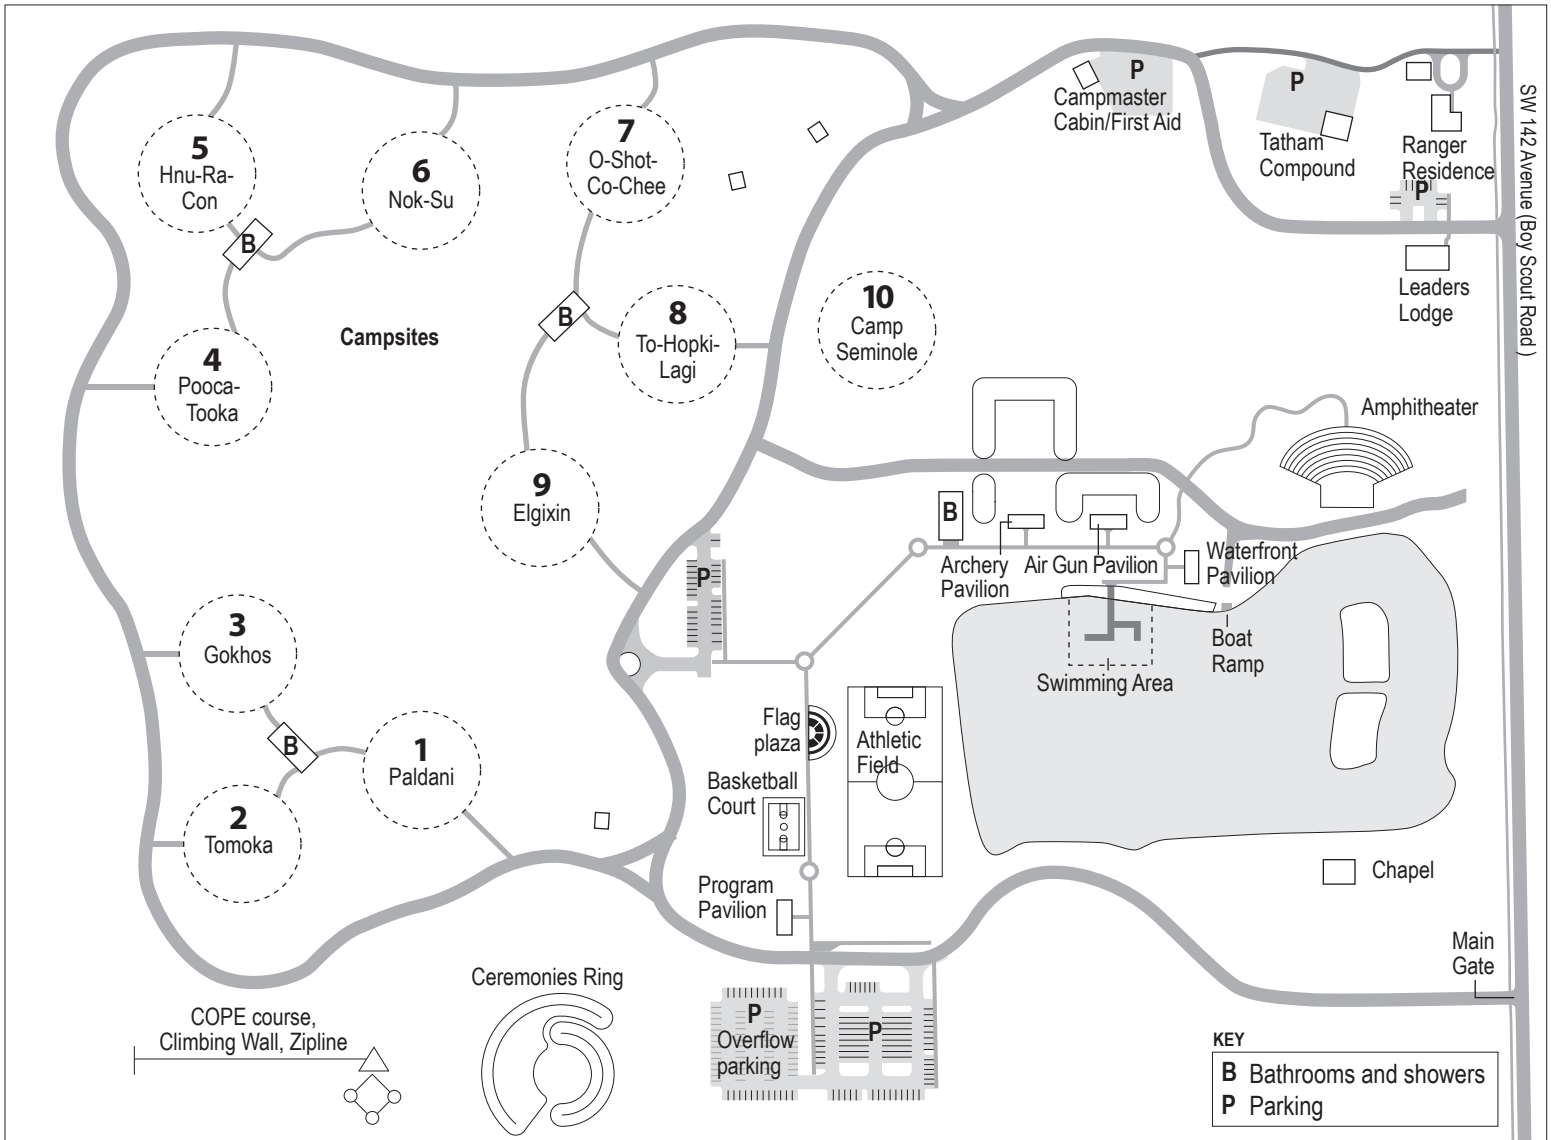 5
Hnu-Ra-
Con
6
Nok-Su
7
O-Shot-
Co-Chee
P
Campmaster
Cabin/First Aid
P
Tatham
Compound
Ranger
Residence
P
Leaders
Lodge
SW 142 Avenue (Boy Scout Road )
B
4
Pooca-
Tooka
Campsites
B
8
To-Hopki-
Lagi
10
Camp
Seminole
Amphitheater
9
Elgixin
B
Archery
Pavilion
Air Gun Pavilion
Waterfront
Pavilion
P
Boat
Ramp
Swimming Area
3
Gokhos
B
1
Paldani
2
Tomoka
Flag
plaza
Athletic
Field
Basketball
Court
Program
Pavilion
Chapel
Main
Gate
Ceremonies Ring
COPE course,
Climbing Wall, Zipline
P
Overflow
parking
P
KEY
B Bathrooms and showers
P Parking